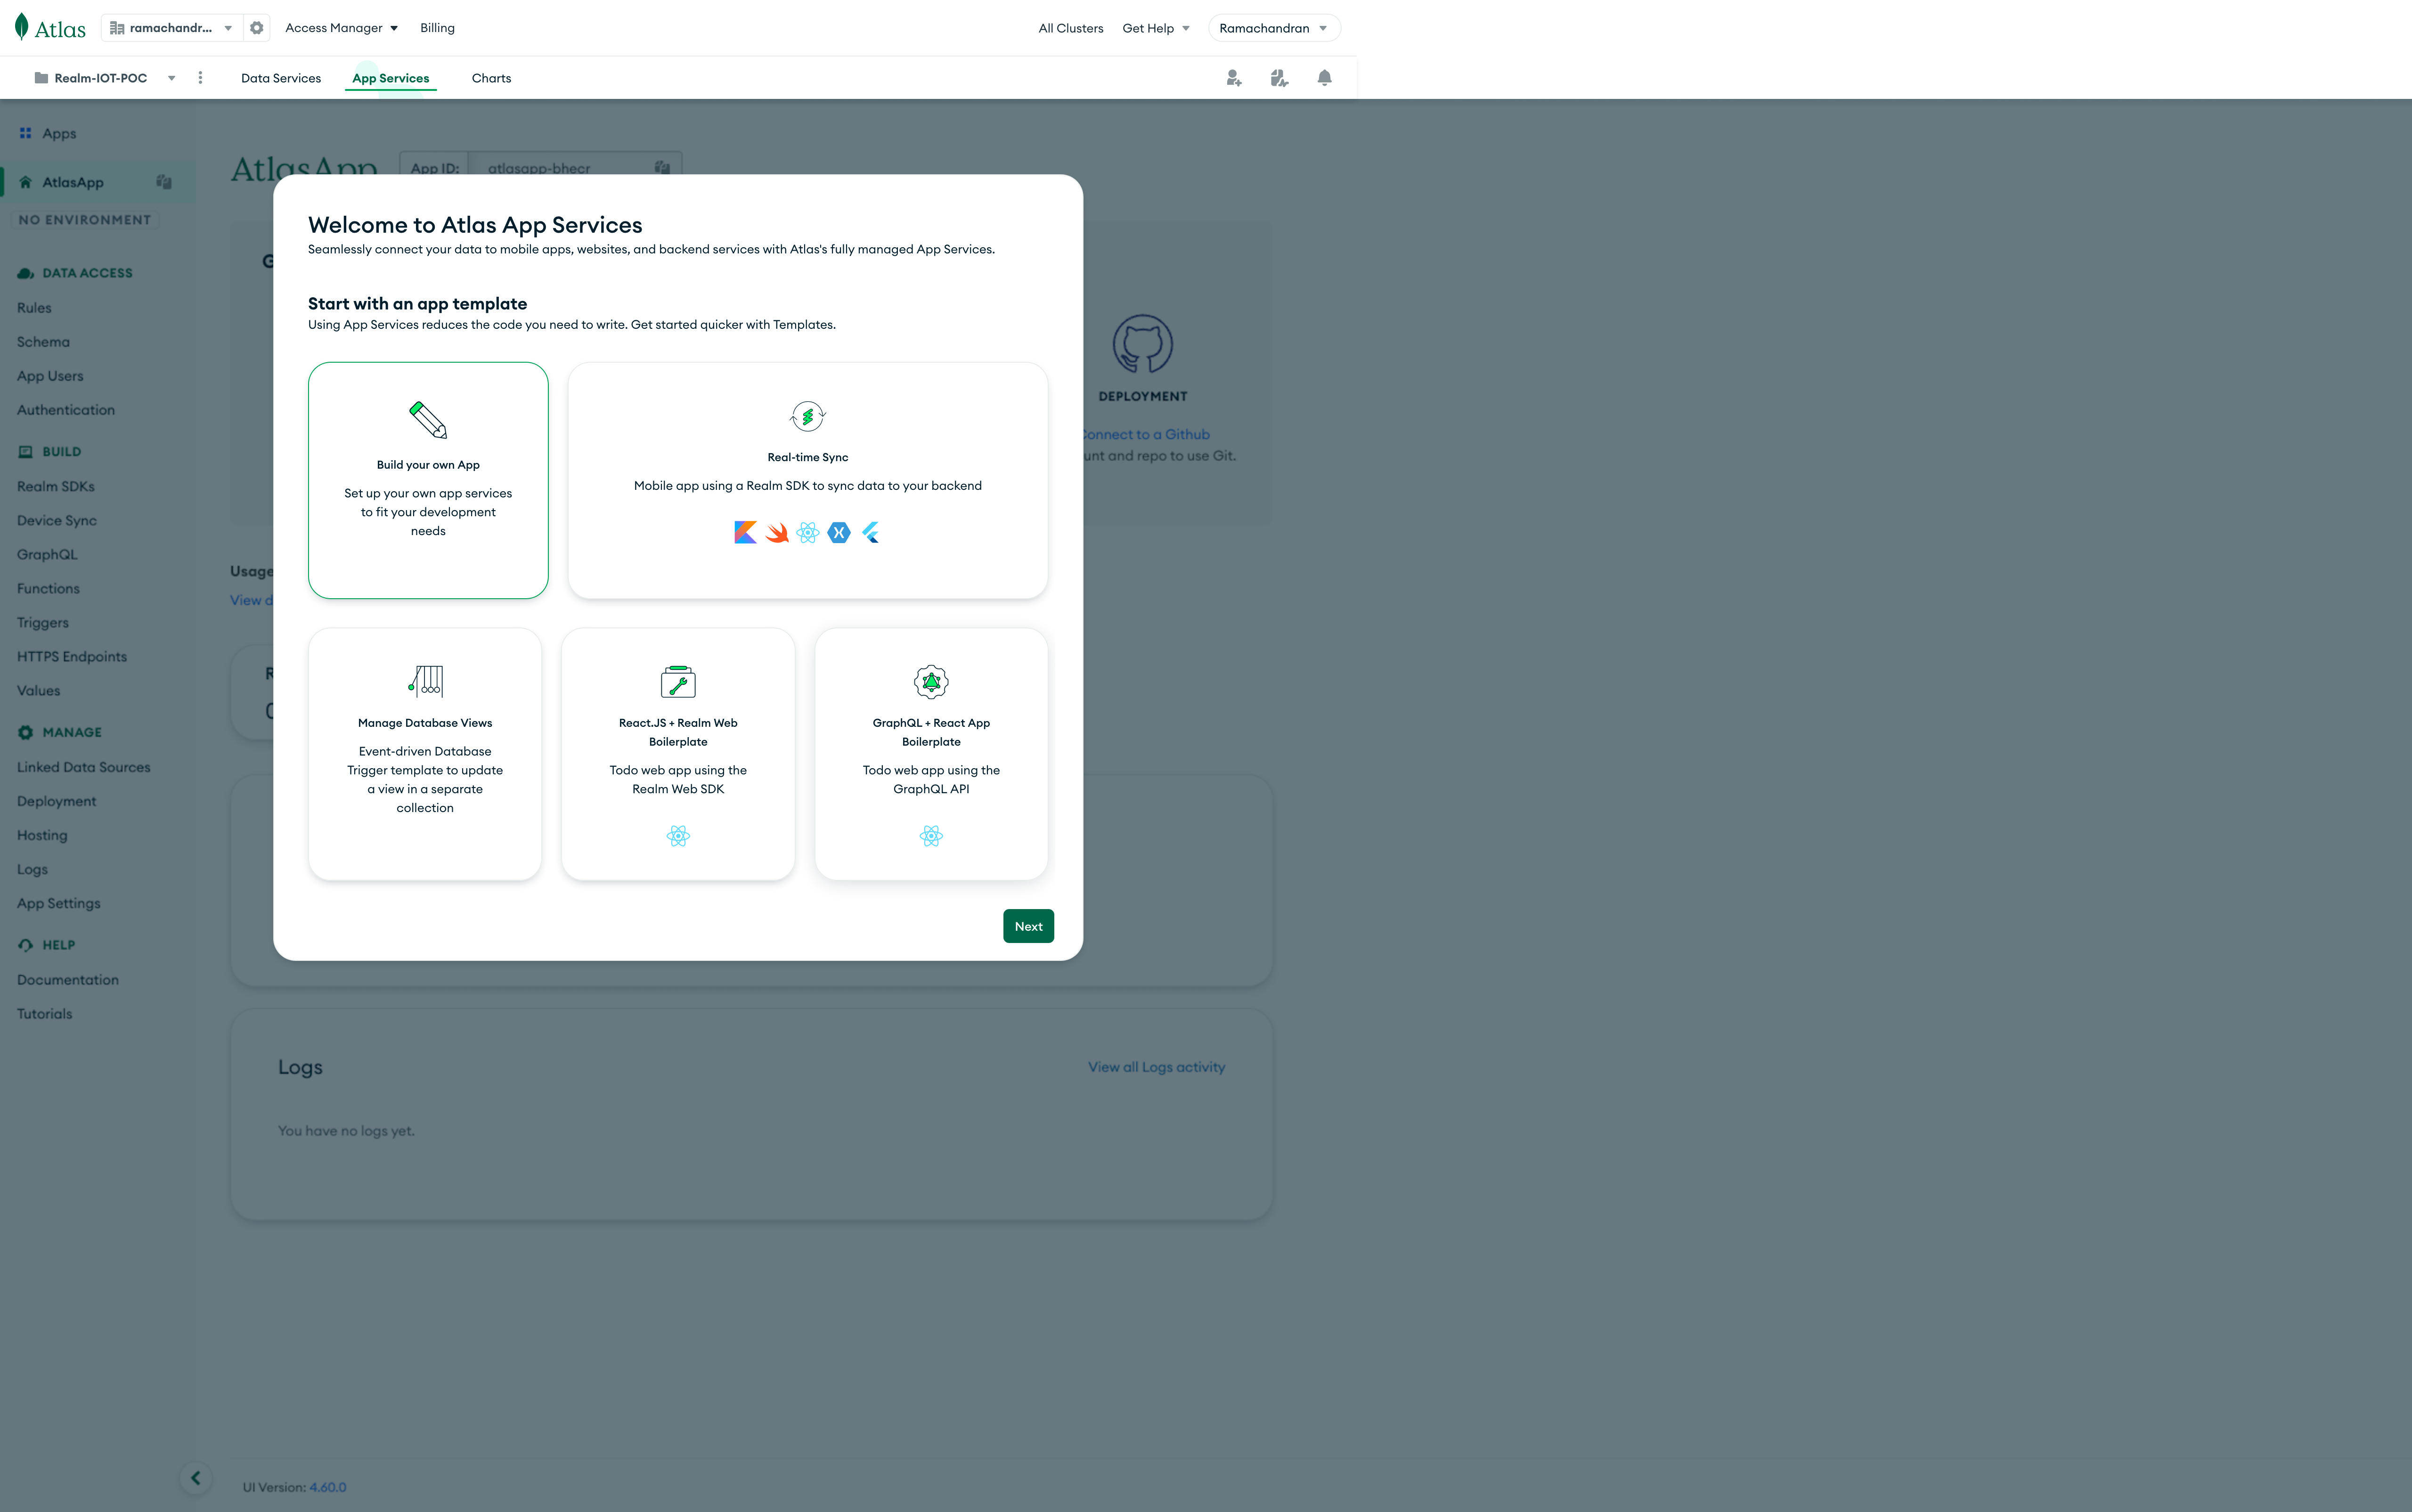 Atlas
ramachandr...
Access Manager
Billing
All Clusters
Get Help
Ramachandran
Realm-IOT-POC
Data Services
App Services
Charts
Apps
AtlasApp
NO ENVIRONMENT
DATA ACCESS
Rules
Schema
App Users
Authentication
BUILD
Realm SDKs
Device Sync
GraphQL
Functions
Triggers
HTTPS Endpoints
Values
MANAGE
Linked Data Sources
Deployment
Hosting
Logs
App Settings
HELP
Documentation
Tutorials
AtlasApp
App ID:
atlasapp-bhecr
Welcome to Atlas App Services
Seamlessly connect your data to mobile apps, websites, and backend services with Atlas's fully managed App Services.
Start with an app template
Using App Services reduces the code you need to write. Get started quicker with Templates.
Build your own App
Set up your own app services
to fit your development
needs
Real-time Sync
Mobile app using a Realm SDK to sync data to your backend
Manage Database Views
Event-driven Database
Trigger template to update
a view in a separate
collection
React.JS + Realm Web
Boilerplate
Todo web app using the
Realm Web SDK
GraphQL + React App
Boilerplate
Todo web app using the
GraphQL API
Next
DEPLOYMENT
Connect to a Github
and repo to use Git.
Usage
View
Logs
View all Logs activity
You have no logs yet.
UI Version: 4.60.0